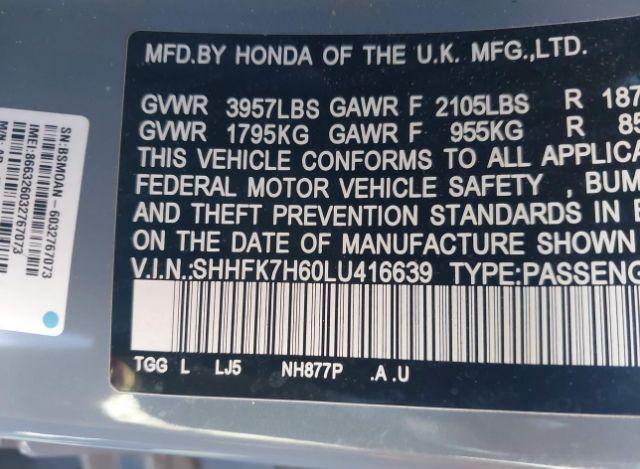 MFD.BY HONDA OF THE U.K. MFG.,LTD.
GVWR 3957LBS GAWR F 2105LBS R 187
GVWR 1795KG GAWR F 955KG R 85
THIS VEHICLE CONFORMS TO ALL APPLICA
FEDERAL MOTOR VEHICLE SAFETY , BUM
AND THEFT PREVENTION STANDARDS IN
ON THE DATE OF MANUFACTURE SHOWN
V.I.N.:SHHFK7H60LU416639 TYPE:PASSENG
TGG L LJ5 NH877P .A .U
SN:BSMOAN-6032767073
IMEI:866326032767073